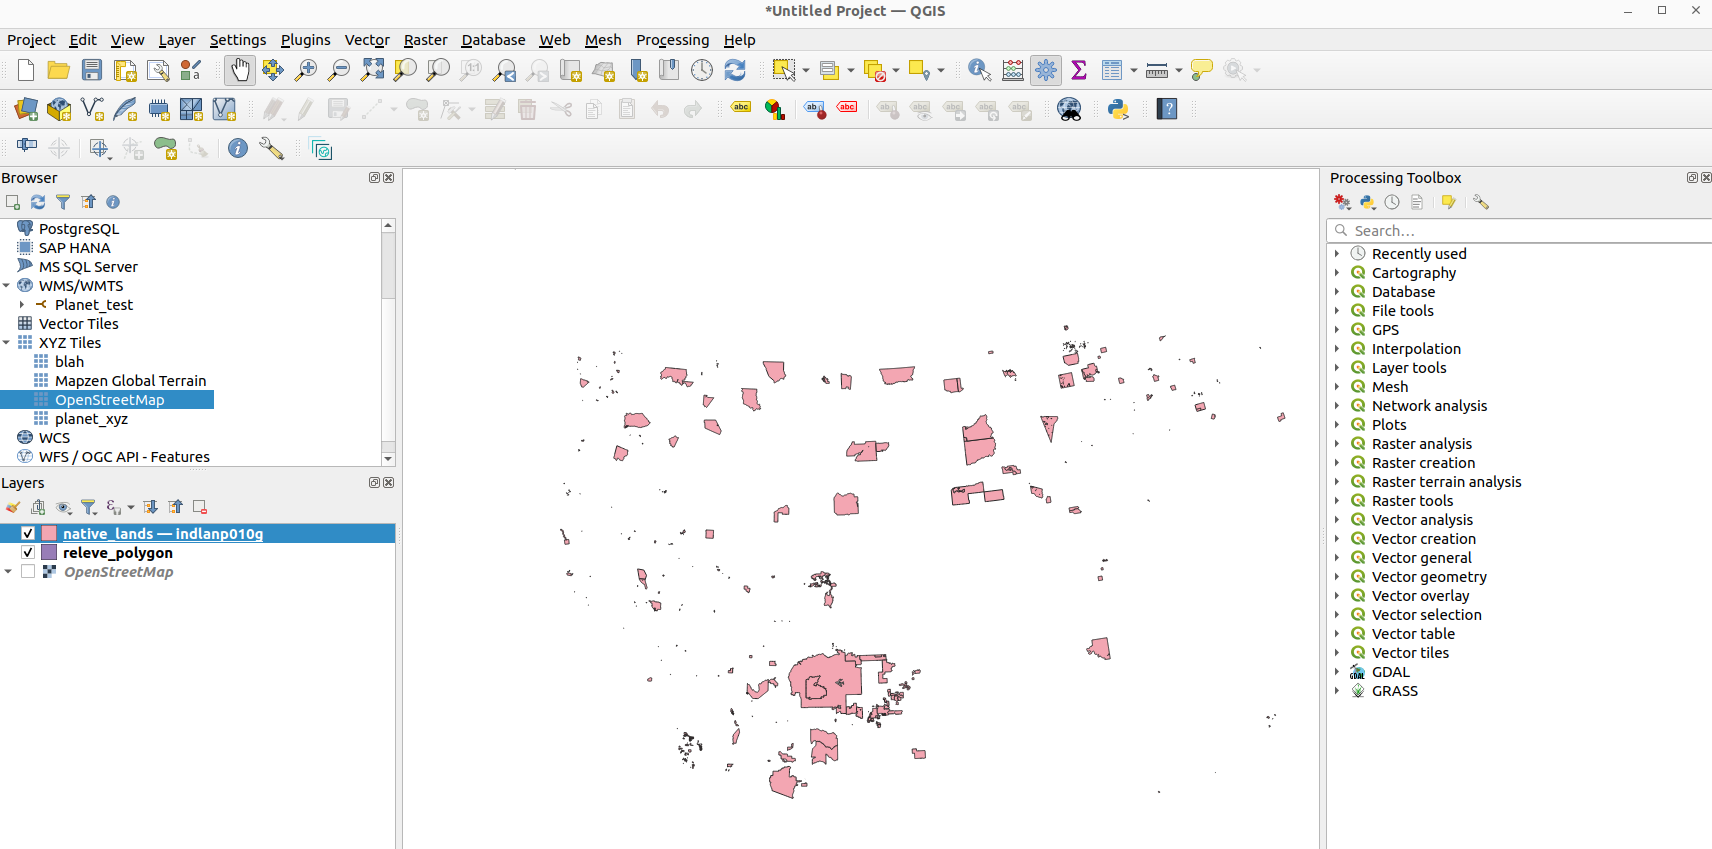 *Untitled Project — QGIS
Project Edit View Layer Settings Plugins Vector Raster Database Web Mesh Processing Help
Browser
PostgreSQL
SAP HANA
MS SQL Server
WMS/WMTS
Planet_test
Vector Tiles
XYZ Tiles
blah
Mapzen Global Terrain
OpenStreetMap
planet_xyz
WCS
WFS / OGC API - Features
Layers
native_lands — indlanp010g
releve_polygon
OpenStreetMap
Processing Toolbox
Search...
Recently used
Cartography
Database
File tools
GPS
Interpolation
Layer tools
Mesh
Network analysis
Plots
Raster analysis
Raster creation
Raster terrain analysis
Raster tools
Vector analysis
Vector creation
Vector general
Vector geometry
Vector overlay
Vector selection
Vector table
Vector tiles
GDAL
GRASS